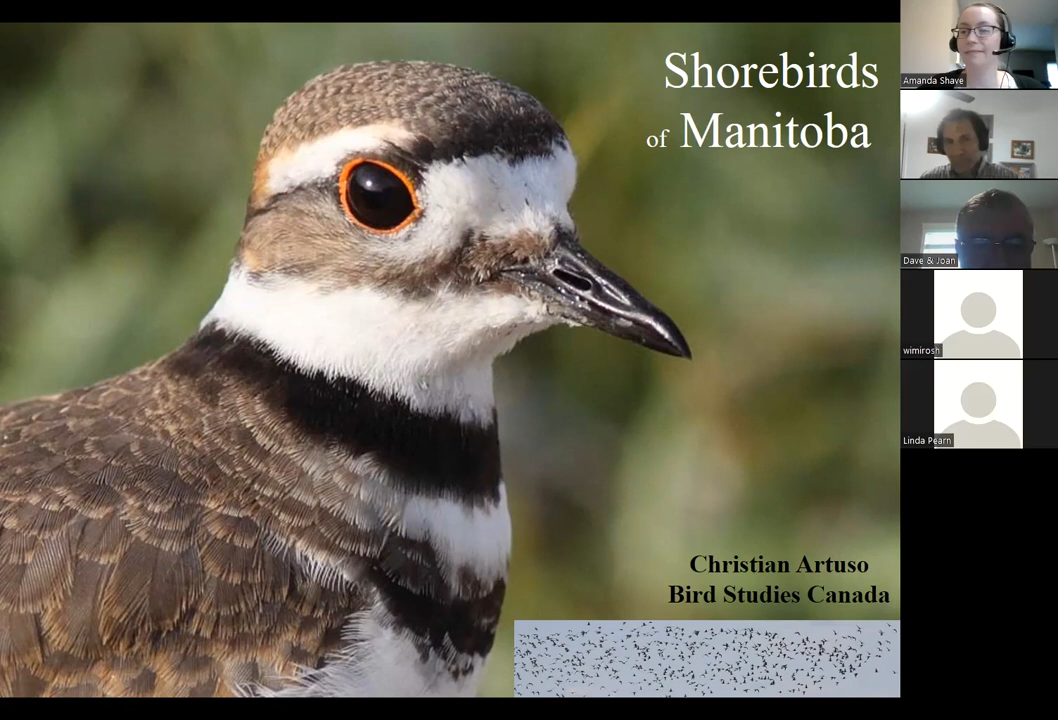 Shorebirds
of Manitoba
Christian Artuso
Bird Studies Canada
Amanda Shave
Dave & Joan
wimirosh
Linda Pearn